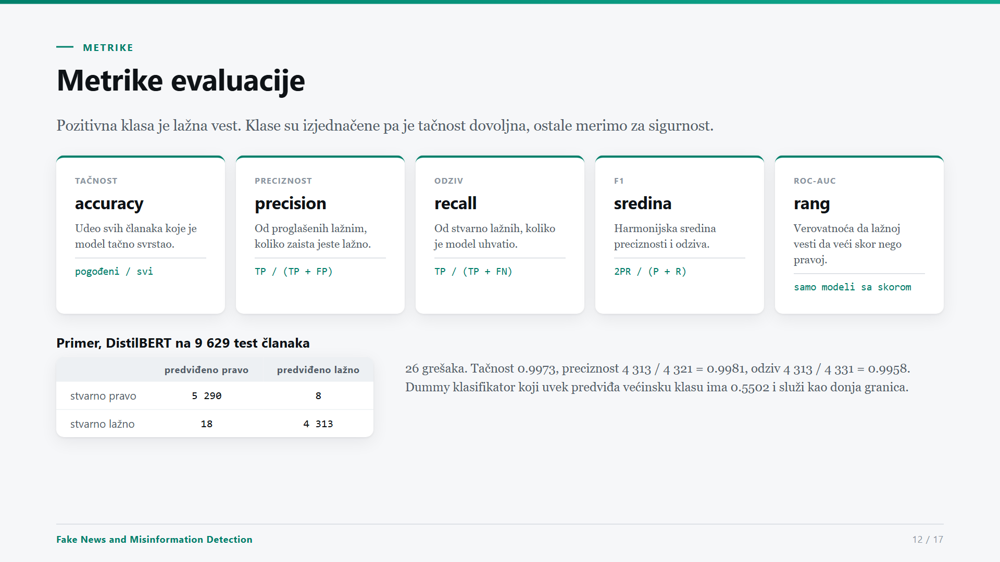 METRIKE
Metrike evaluacije
Pozitivna klasa je lažna vest. Klase su izjednačene pa je tačnost dovoljna, ostale merimo za sigurnost.
TAČNOST
accuracy
Udeo svih članaka koje je
model tačno svrstao.
pogođeni / svi
PRECIZNOST
precision
Od proglašenih lažnim,
koliko zaista jeste lažno.
TP / (TP + FP)
ODZIV
recall
Od stvarno lažnih, koliko
je model uhvatio.
TP / (TP + FN)
F1
sredina
Harmonijska sredina
preciznosti i odziva.
2PR / (P + R)
ROC-AUC
rang
Verovatnoća da lažnoj
vesti da veći skor nego
pravoj.
samo modeli sa skorom
Primer, DistilBERT na 9 629 test članaka
predviđeno pravo predviđeno lažno
stvarno pravo 5 290 8
stvarno lažno 18 4 313
26 grešaka. Tačnost 0.9973, preciznost 4 313 / 4 321 = 0.9981, odziv 4 313 / 4 331 = 0.9958.
Dummy klasifikator koji uvek predviđa većinsku klasu ima 0.5502 i služi kao donja granica.
Fake News and Misinformation Detection
12 / 17